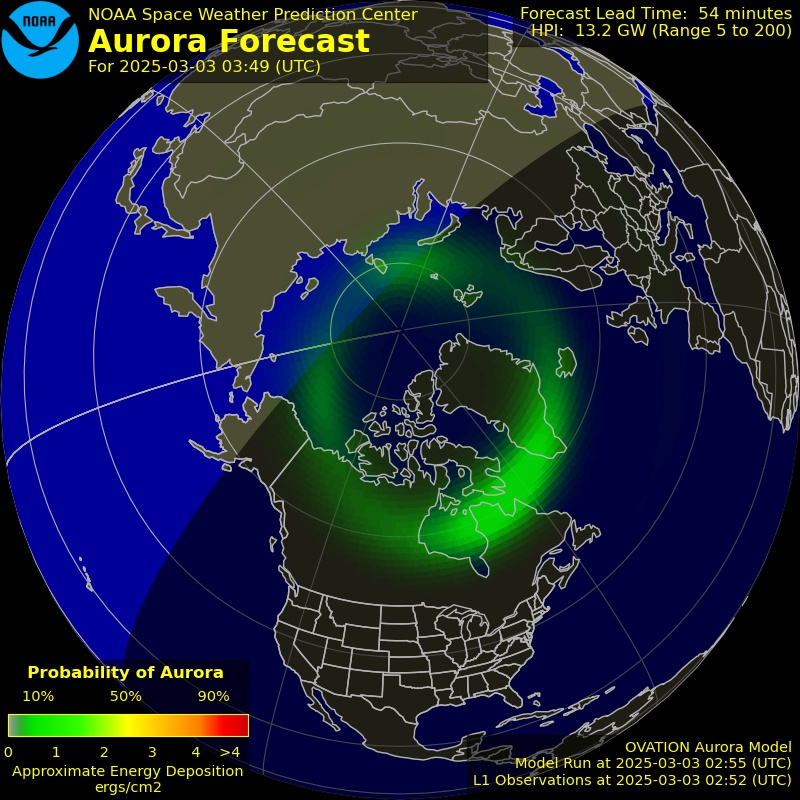 NOAA
NOAA Space Weather Prediction Center
Aurora Forecast
For 2025-03-03 03:49 (UTC)
Forecast Lead Time: 54 minutes
HPI: 13.2 GW (Range 5 to 200)
Probability of Aurora
10% 50% 90%
0 1 2 3 4 >4
Approximate Energy Deposition
ergs/cm2
OVATION Aurora Model
Model Run at 2025-03-03 02:55 (UTC)
L1 Observations at 2025-03-03 02:52 (UTC)